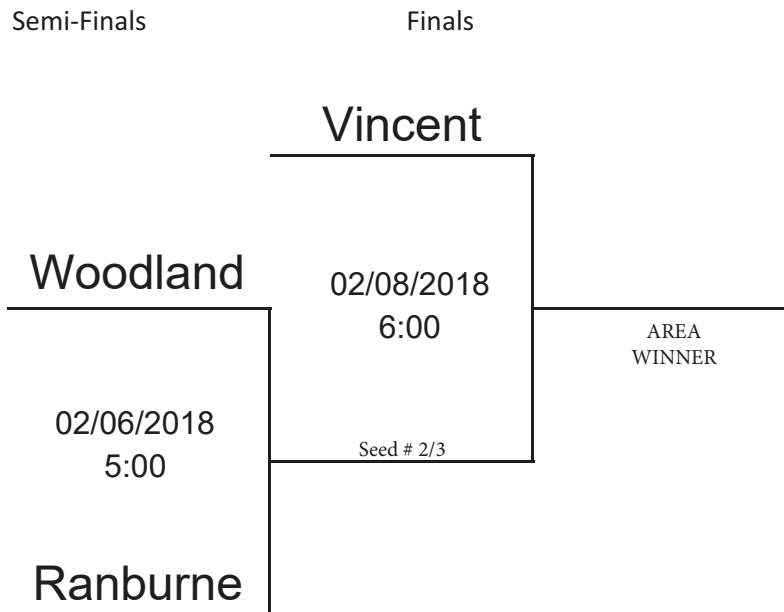 Semi-Finals
Finals
Vincent
Woodland
02/08/2018
6:00
AREA
WINNER
02/06/2018
5:00
Seed # 2/3
Ranburne